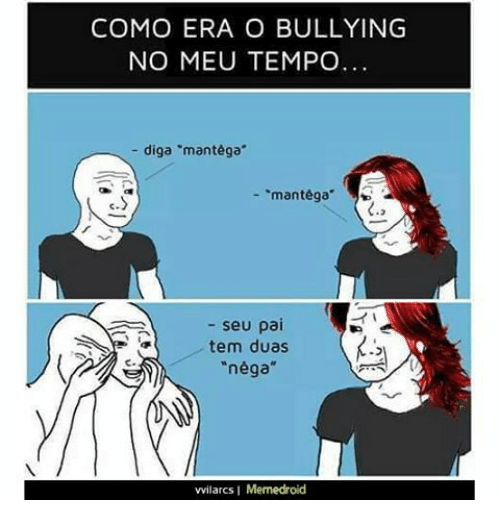 COMO ERA O BULLYING
NO MEU TEMPO...
- diga "mantêga"
- "mantêga"
- seu pai
tem duas
"nêga"
vvilarcs | Memedroid